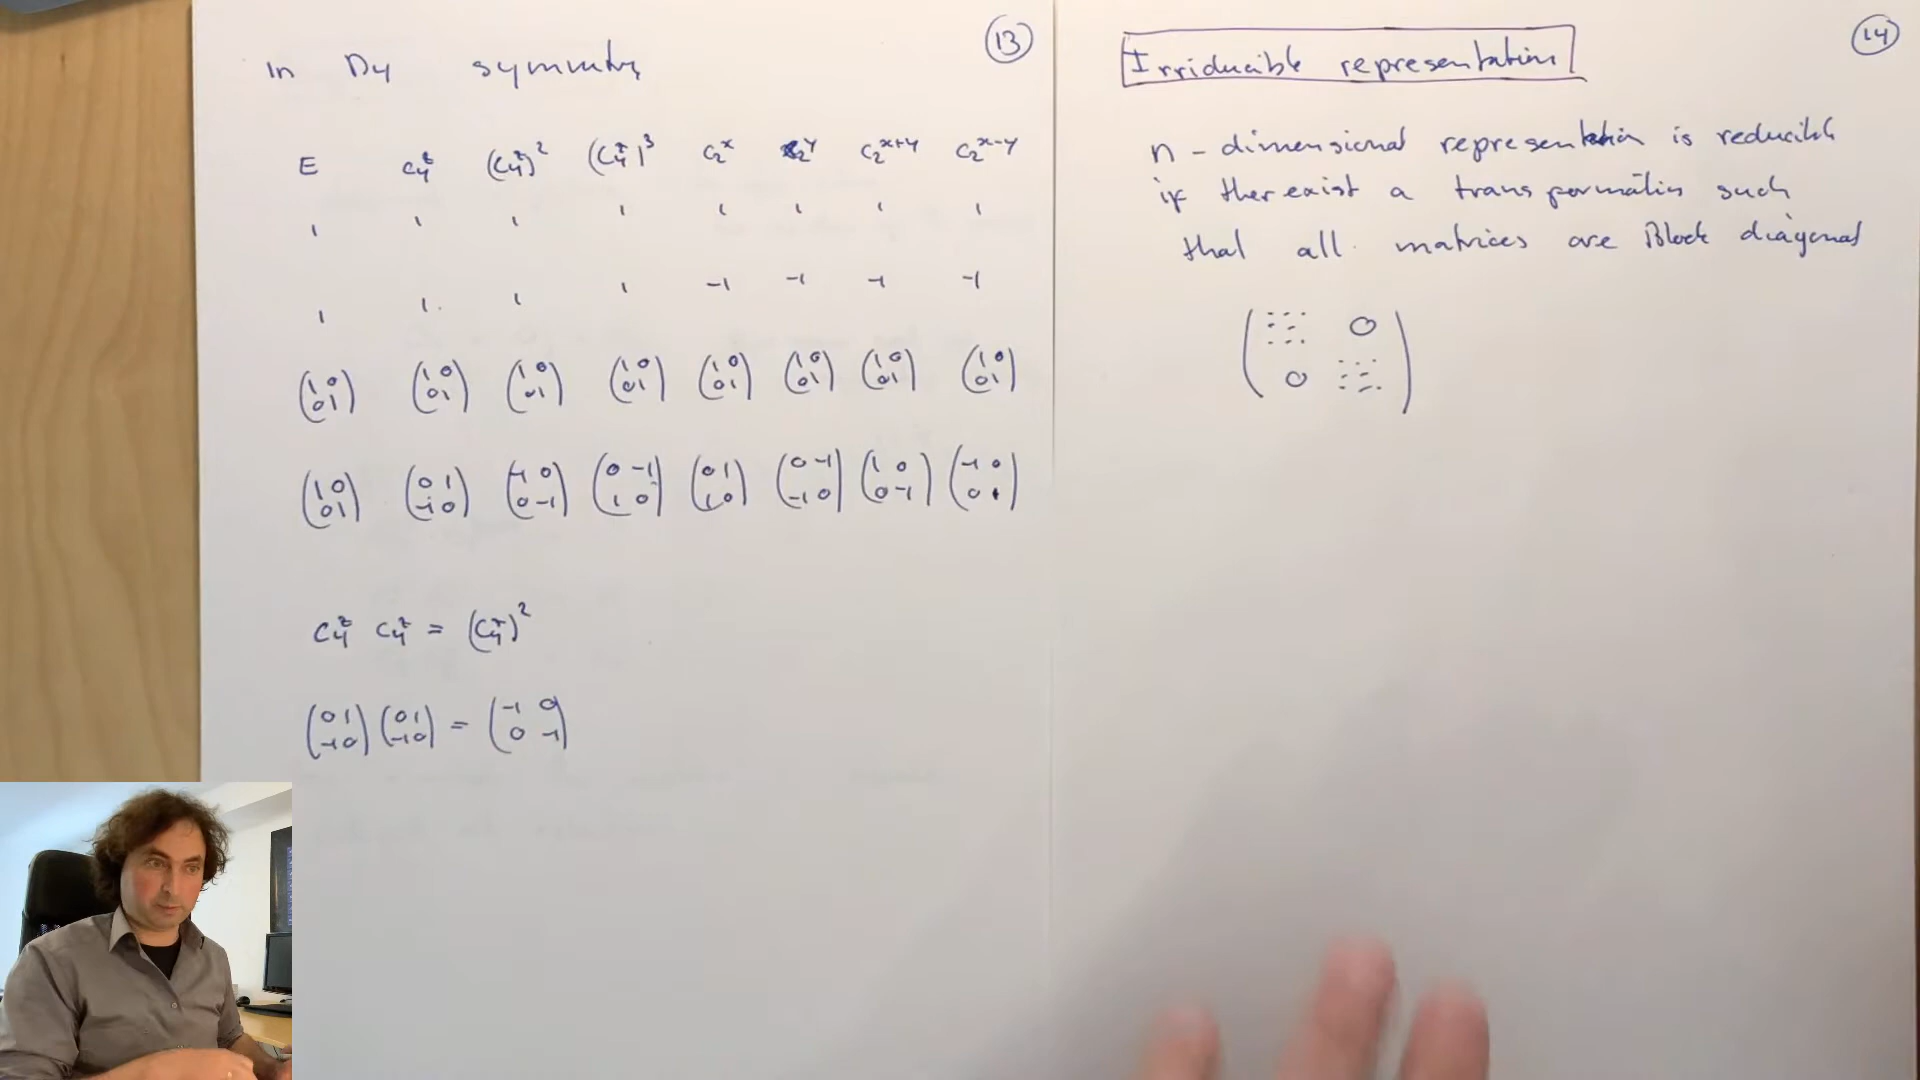 13
In D4 symmetry
E C4^z (C4^z)^2 (C4^z)^3 C2^x C2^y C2^x+y C2^x-y
1 1 1 1 1 1 1 1
1 1 1 1 -1 -1 -1 -1
(1 0 (1 0 (1 0 (1 0 (1 0 (1 0 (1 0 (1 0
0 1) 0 1) 0 1) 0 1) 0 1) 0 1) 0 1) 0 1)
(1 0 (0 1 (-1 0 (0 -1 (0 1 (0 -1 (1 0 (-1 0
0 1) -1 0) 0 -1) 1 0) 1 0) -1 0) 0 -1) 0 1)
C4^z C4^z = (C4^z)^2
(0 1 (0 1 = (-1 0
-1 0) -1 0) 0 -1)
14
Irriducible representation
n - dimensional representation is reducible
if ther exist a transformation such
that all matrices are Block diagonal
0
0